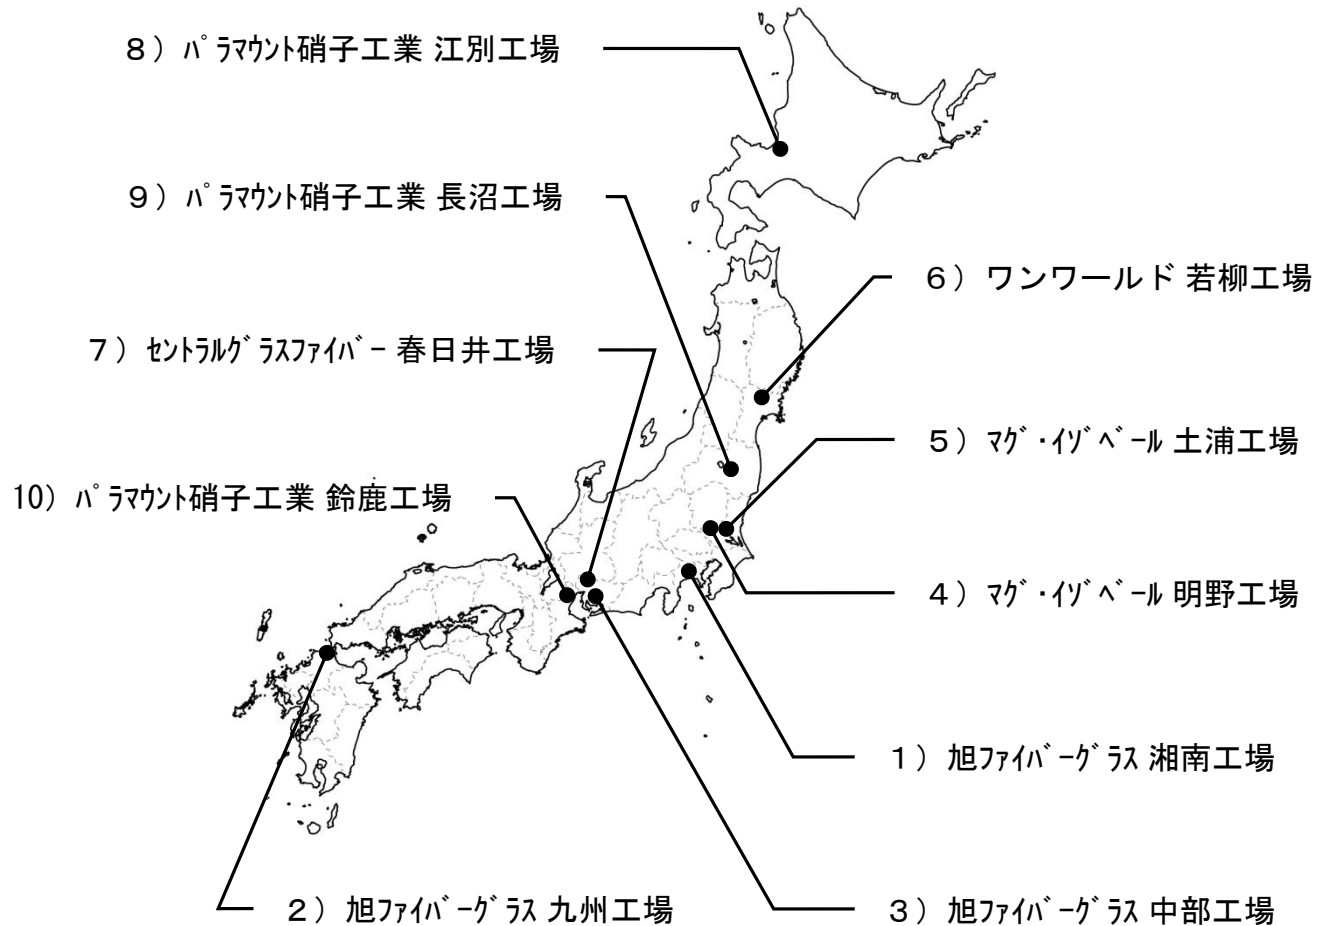 ８）ﾊﾟﾗﾏｳﾝﾄ硝子工業 江別工場
９）ﾊﾟﾗﾏｳﾝﾄ硝子工業 長沼工場
６）ワンワールド 若柳工場
７）ｾﾝﾄﾗﾙｸﾞﾗｽﾌｧｲﾊﾞｰ 春日井工場
５）ﾏｸﾞ･ｲｿﾞﾍﾞｰﾙ 土浦工場
10）ﾊﾟﾗﾏｳﾝﾄ硝子工業 鈴鹿工場
４）ﾏｸﾞ･ｲｿﾞﾍﾞｰﾙ 明野工場
１）旭ﾌｧｲﾊﾞｰｸﾞﾗｽ 湘南工場
２）旭ﾌｧｲﾊﾞｰｸﾞﾗｽ 九州工場
３）旭ﾌｧｲﾊﾞｰｸﾞﾗｽ 中部工場